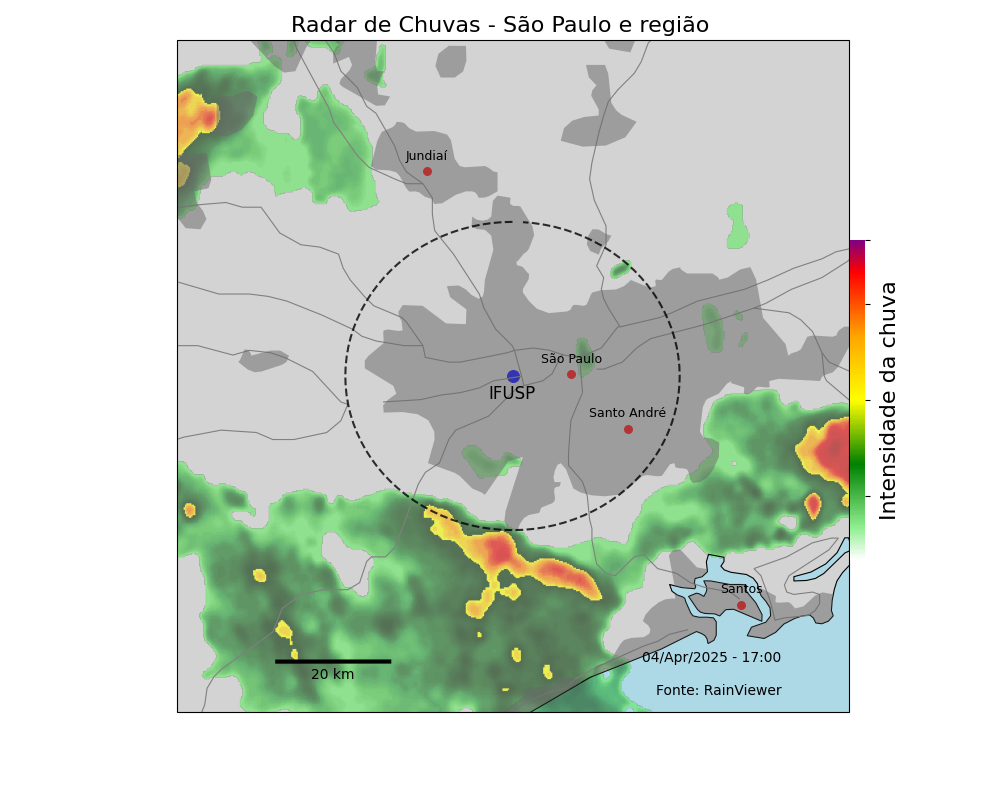 Radar de Chuvas - São Paulo e região
Jundiaí
São Paulo
IFUSP
Santo André
Intensidade da chuva
Santos
04/Apr/2025 - 17:00
20 km
Fonte: RainViewer